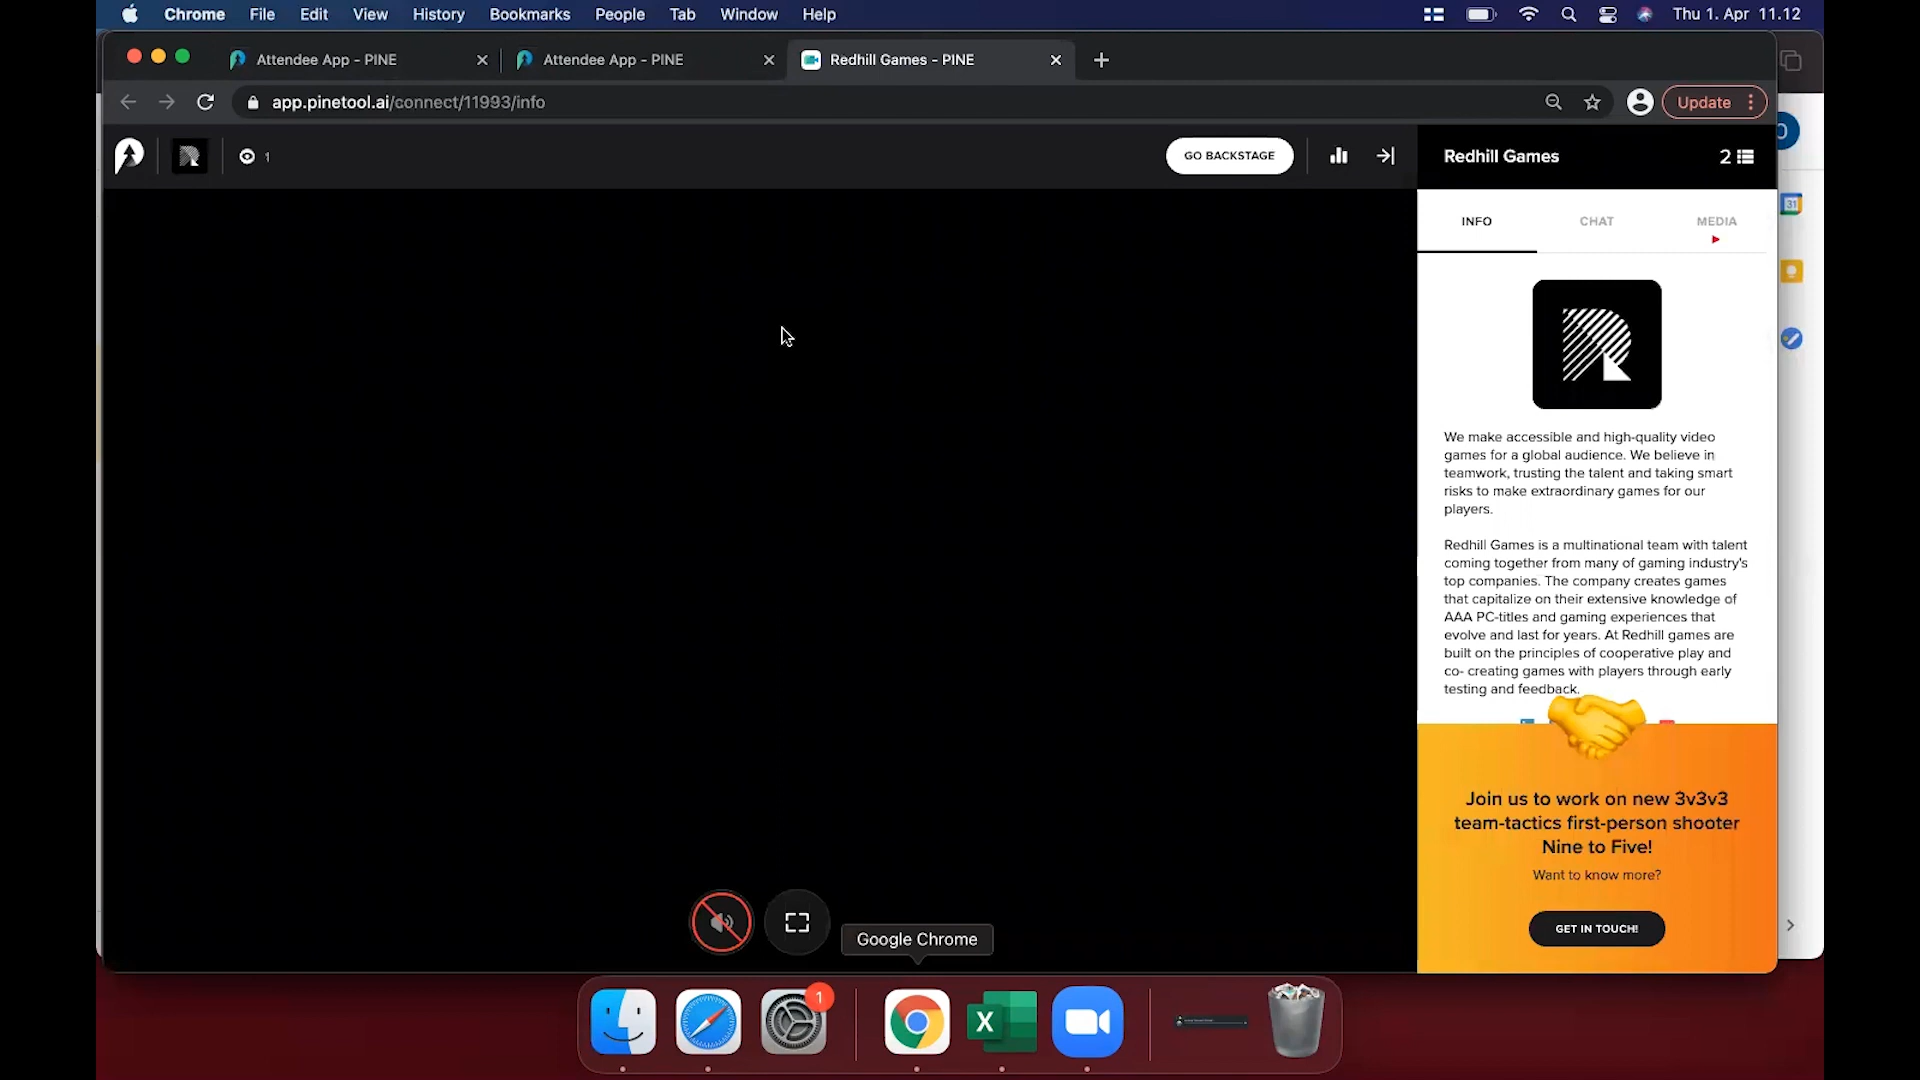 Chrome File Edit View History Bookmarks People Tab Window Help Thu 1. Apr 11.12
Attendee App - PINE
Attendee App - PINE
Redhill Games - PINE
app.pinetool.ai/connect/11993/info
Update
1
GO BACKSTAGE
Redhill Games
2
INFO
CHAT
MEDIA
31
We make accessible and high-quality video
games for a global audience. We believe in
teamwork, trusting the talent and taking smart
risks to make extraordinary games for our
players.
Redhill Games is a multinational team with talent
coming together from many of gaming industry's
top companies. The company creates games
that capitalize on their extensive knowledge of
AAA PC-titles and gaming experiences that
evolve and last for years. At Redhill games are
built on the principles of cooperative play and
co- creating games with players through early
testing and feedback.
Join us to work on new 3v3v3
team-tactics first-person shooter
Nine to Five!
Want to know more?
GET IN TOUCH!
Google Chrome
1
X